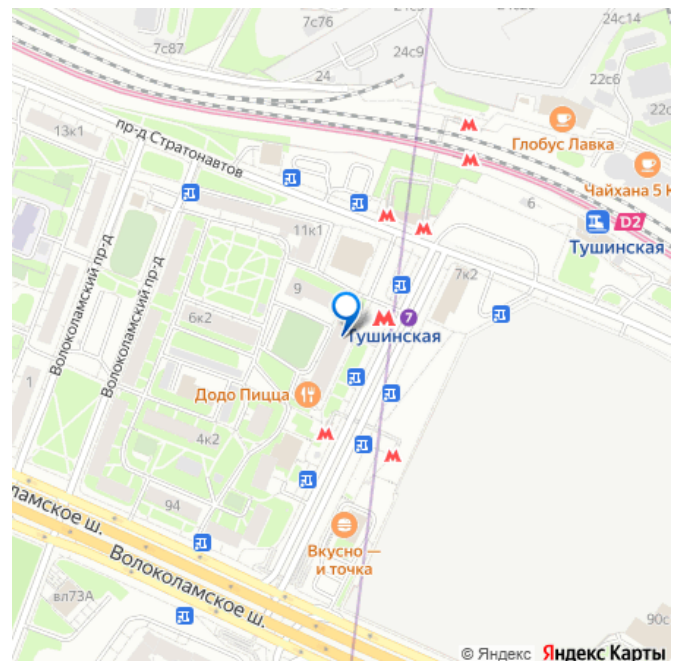 7с76
24с9
24с14
7с87
24
22с6
Глобус Лавка
13к1
пр-д Стратонавтов
Чайхана 5 К
6
D2
Тушинская
11к1
7к2
9
7
Тушинская
6к2
Волоколамский пр-д
Волоколамский пр-д
1
Додо Пицца
4к2
94
Волоколамское ш.
Вкусно —
и точка
вл73А
90с
© Яндекс Яндекс Карты